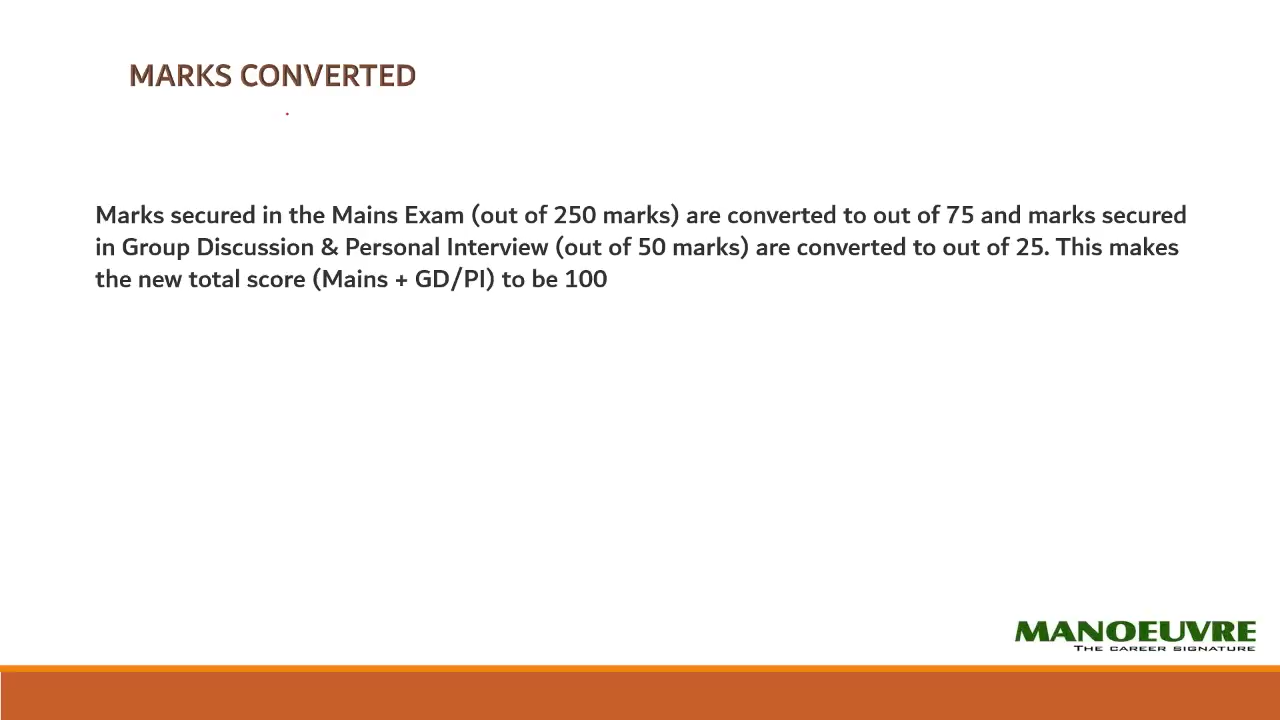 MARKS CONVERTED
Marks secured in the Mains Exam (out of 250 marks) are converted to out of 75 and marks secured
in Group Discussion & Personal Interview (out of 50 marks) are converted to out of 25. This makes
the new total score (Mains + GD/PI) to be 100
MANOEUVRE
THE CAREER SIGNATURE